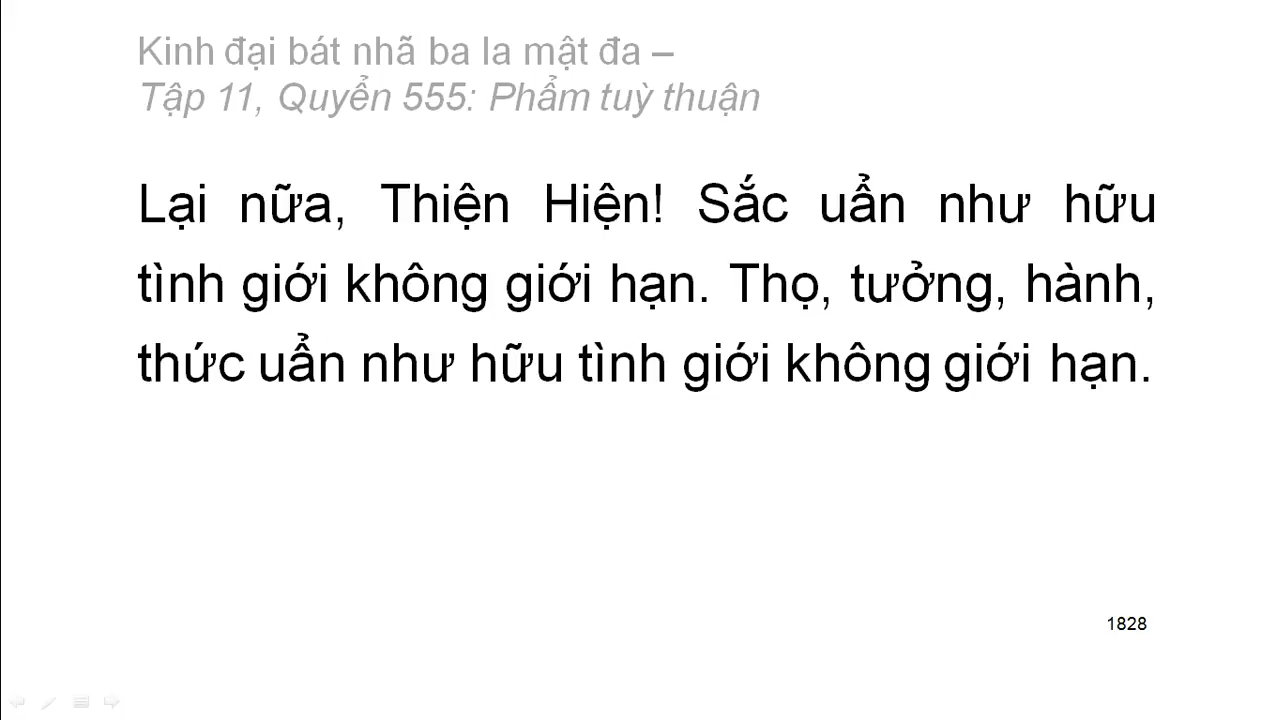 Kinh đại bát nhã ba la mật đa –
Tập 11, Quyển 555: Phẩm tuỳ thuận
Lại nữa, Thiện Hiện! Sắc uẩn như hữu
tình giới không giới hạn. Thọ, tưởng, hành,
thức uẩn như hữu tình giới không giới hạn.
1828